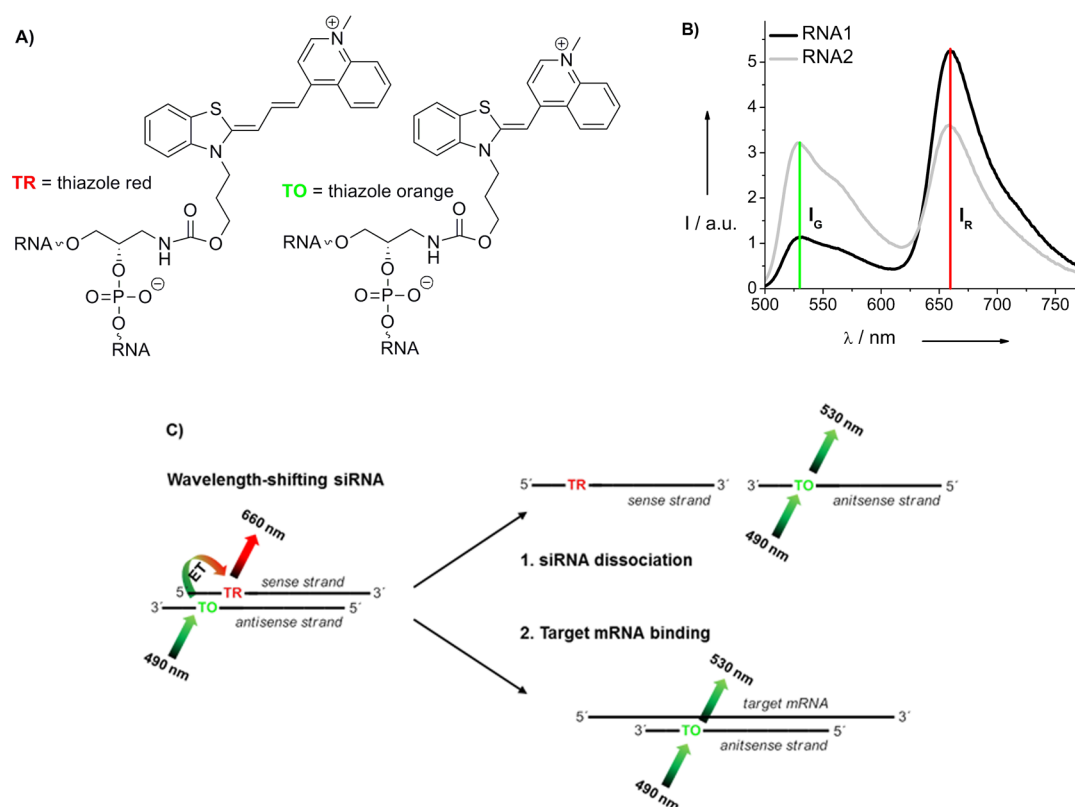 A)
TR = thiazole red
TO = thiazole orange
N
⊕
S
N
O
N
H
O
RNA
O
O
O=P-O
⊖
O
RNA
N
⊕
S
N
O
N
H
O
RNA
O
O
O=P-O
⊖
O
RNA
B)
RNA1
RNA2
5
4
3
2
1
0
I / a.u.
I_G
I_R
500
550
600
650
700
750
λ / nm
C)
Wavelength-shifting siRNA
660 nm
ET
5
TR
sense strand
3´
3´
TO
5´
antisense strand
490 nm
530 nm
5´
TR
3´
sense strand
3´
TO
5´
anitsense strand
490 nm
1. siRNA dissociation
2. Target mRNA binding
530 nm
target mRNA
5´
3´
3´
TO
5´
anitsense strand
490 nm